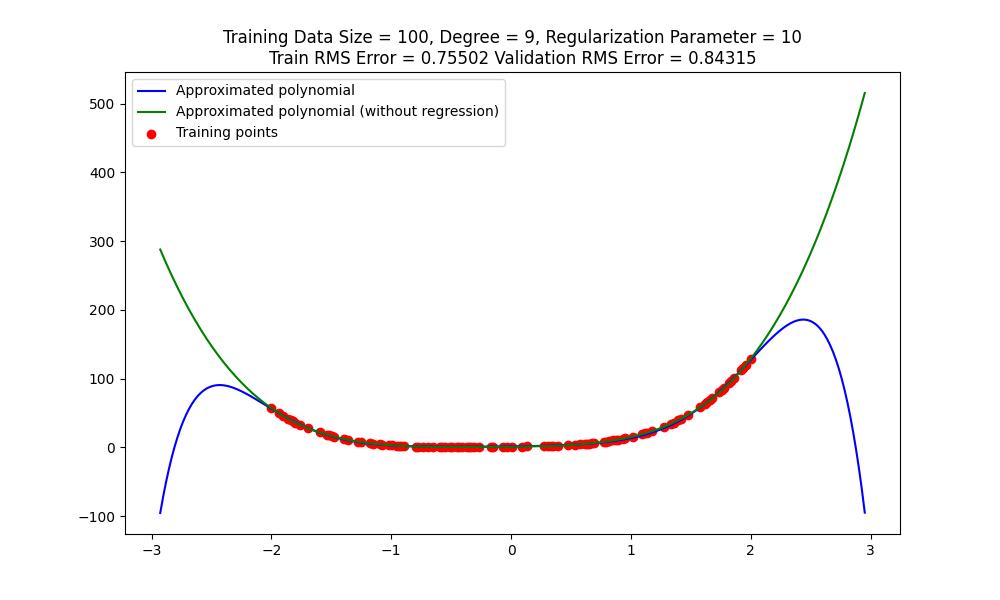 Training Data Size = 100, Degree = 9, Regularization Parameter = 10
Train RMS Error = 0.75502 Validation RMS Error = 0.84315
Approximated polynomial
Approximated polynomial (without regression)
Training points
500
400
300
200
100
0
−100
−3 −2 −1 0 1 2 3